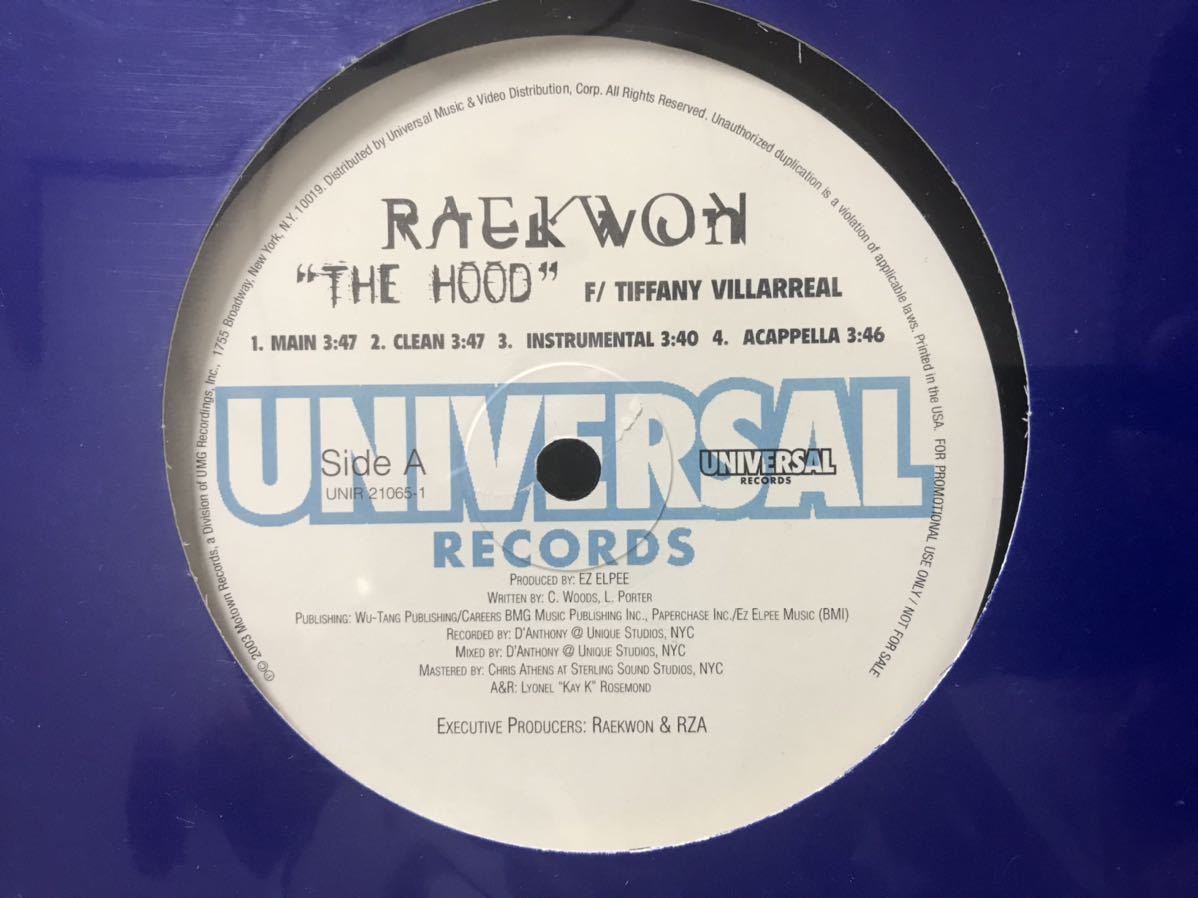 RAEKWON
"THE HOOD" F/ TIFFANY VILLARREAL
1. MAIN 3:47 2. CLEAN 3:47 3. INSTRUMENTAL 3:40 4. ACAPPELLA 3:46
UNIVERSAL
RECORDS
Side A
UNIR 21065-1
UNIVERSAL
RECORDS
PRODUCED BY: EZ ELPEE
WRITTEN BY: C. WOODS, L. PORTER
PUBLISHING: WU-TANG PUBLISHING/CAREERS BMG MUSIC PUBLISHING INC., PAPERCHASE INC./EZ ELPEE MUSIC (BMI)
RECORDED BY: D'ANTHONY @ UNIQUE STUDIOS, NYC
MIXED BY: D'ANTHONY @ UNIQUE STUDIOS, NYC
MASTERED BY: CHRIS ATHENS AT STERLING SOUND STUDIOS, NYC
A&R: LYONEL "KAY K" ROSEMOND
EXECUTIVE PRODUCERS: RAEKWON & RZA
℗© 2003 Motown Records, a Division of UMG Recordings, Inc., 1755 Broadway, New York, N.Y. 10019. Distributed by Universal Music & Video Distribution, Corp. All Rights Reserved. Unauthorized duplication is a violation of applicable laws. Printed in the USA. FOR PROMOTIONAL USE ONLY / NOT FOR SALE